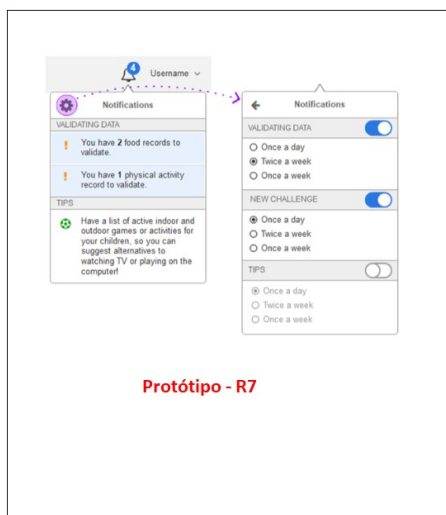 4
Username
Notifications
VALIDATING DATA
You have 2 food records to
validate.
You have 1 physical activity
record to validate.
TIPS
Have a list of active indoor and
outdoor games or activities for
your children, so you can
suggest alternatives to
watching TV or playing on the
computer!
Notifications
VALIDATING DATA
Once a day
Twice a week
Once a week
NEW CHALLENGE
Once a day
Twice a week
Once a week
TIPS
Once a day
Twice a week
Once a week
Protótipo - R7